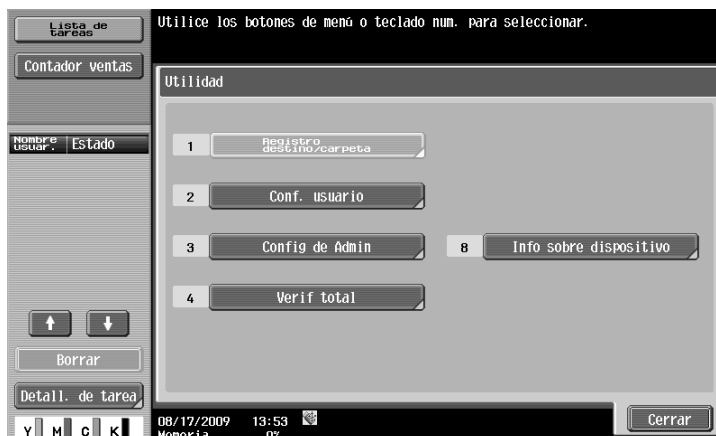 Lista de
tareas
Contador ventas
Nombre
usuar.
Estado
Borrar
Detall. de tarea
Y M C K
Utilice los botones de menú o teclado num. para seleccionar.
Utilidad
1 Registro
destino/carpeta
2 Conf. usuario
3 Config de Admin
4 Verif total
8 Info sobre dispositivo
08/17/2009 13:53
Memoria 0%
Cerrar